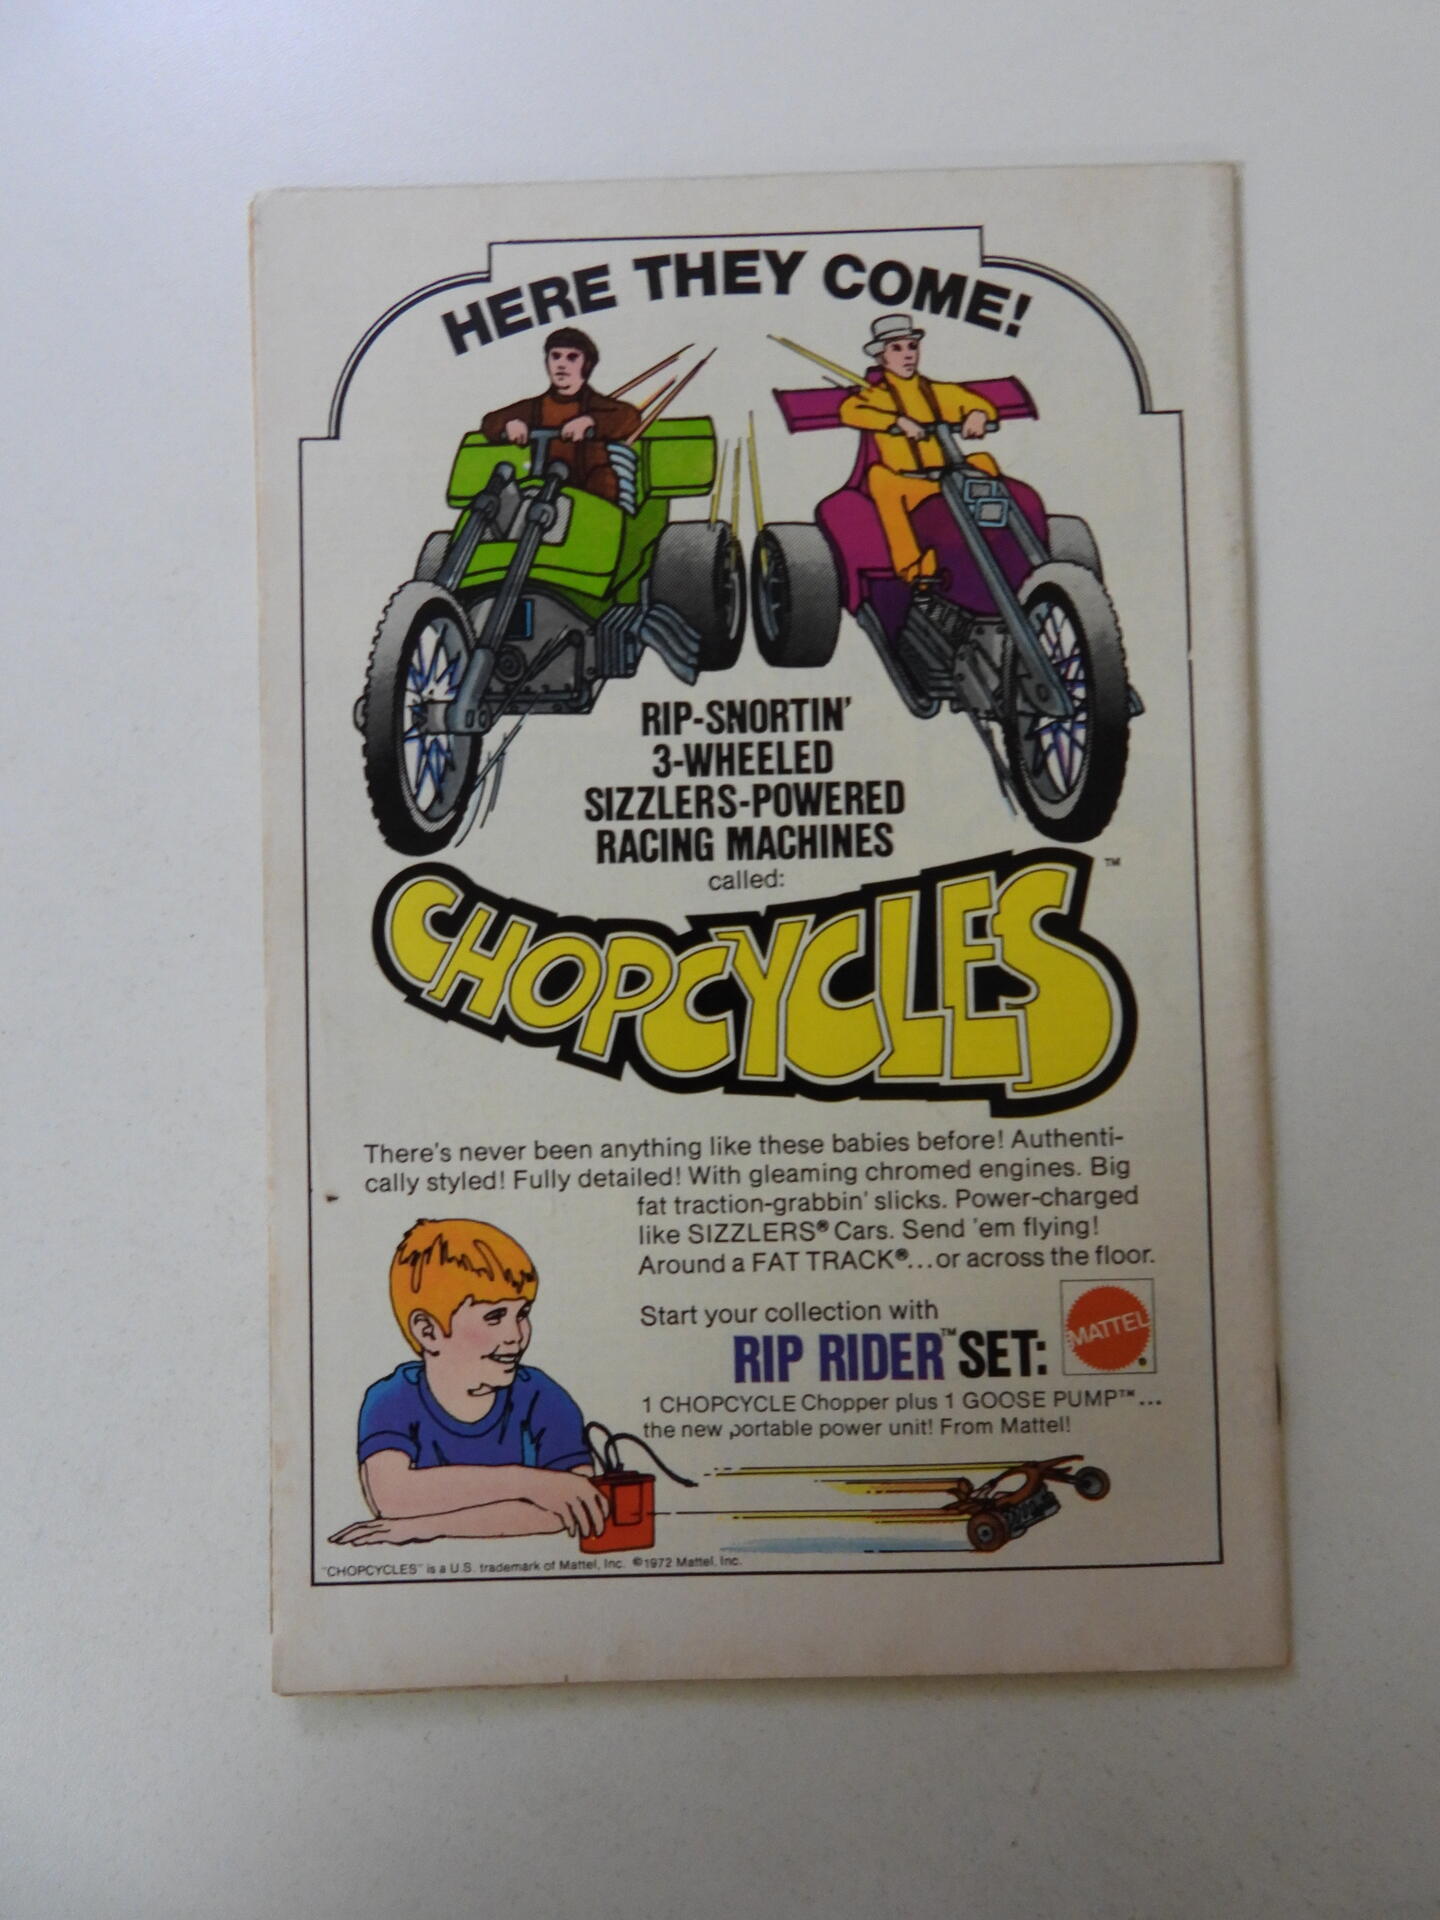 HERE THEY COME!
RIP-SNORTIN'
3-WHEELED
SIZZLERS-POWERED
RACING MACHINES
called:
CHOPCYCLES™
There's never been anything like these babies before! Authenti-
cally styled! Fully detailed! With gleaming chromed engines. Big
fat traction-grabbin' slicks. Power-charged
like SIZZLERS® Cars. Send 'em flying!
Around a FAT TRACK®...or across the floor.
Start your collection with
RIP RIDER™ SET:
MATTEL®
1 CHOPCYCLE Chopper plus 1 GOOSE PUMP™...
the new portable power unit! From Mattel!
"CHOPCYCLES" is a U.S. trademark of Mattel, Inc. ©1972 Mattel, Inc.